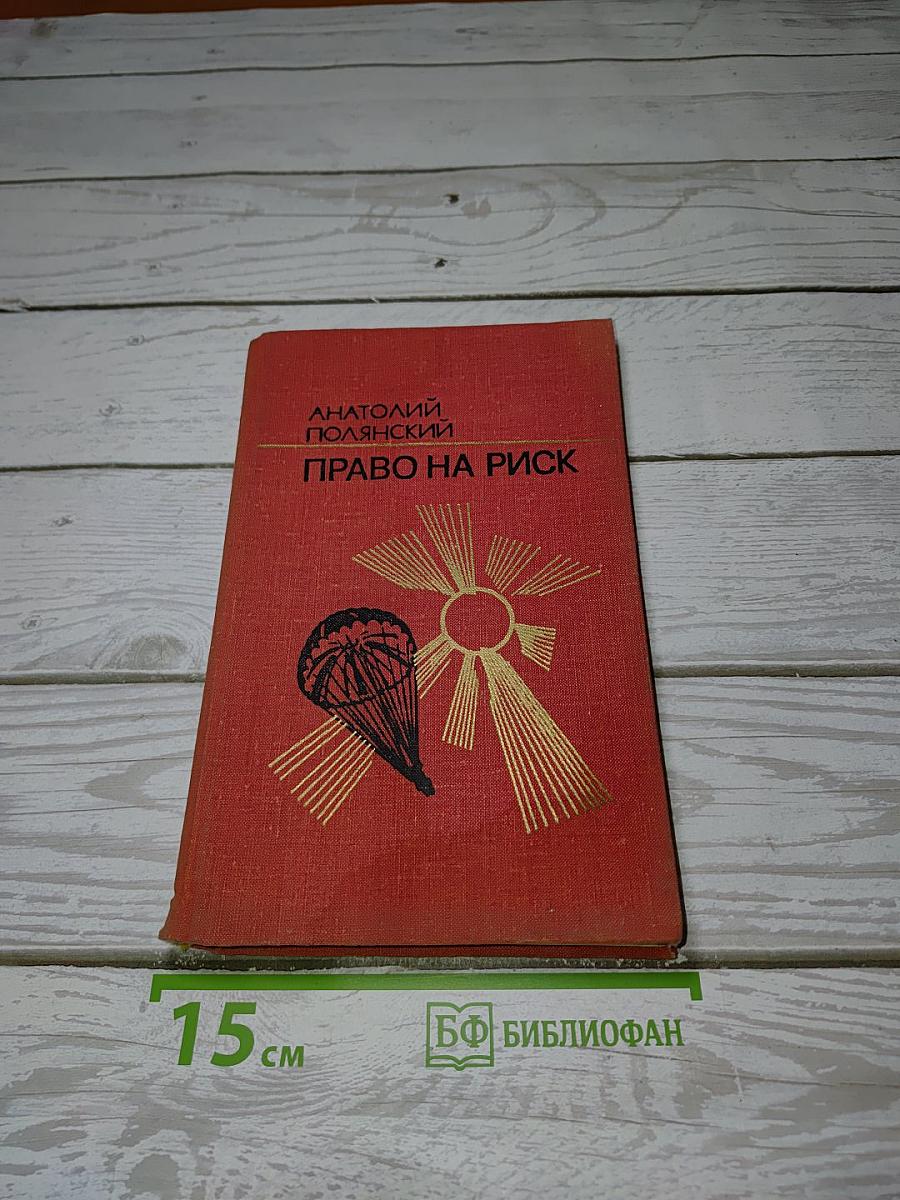 АНАТОЛИЙ
ПОЛЯНСКИЙ
ПРАВО НА РИСК
15 см
БФ БИБЛИОФАН